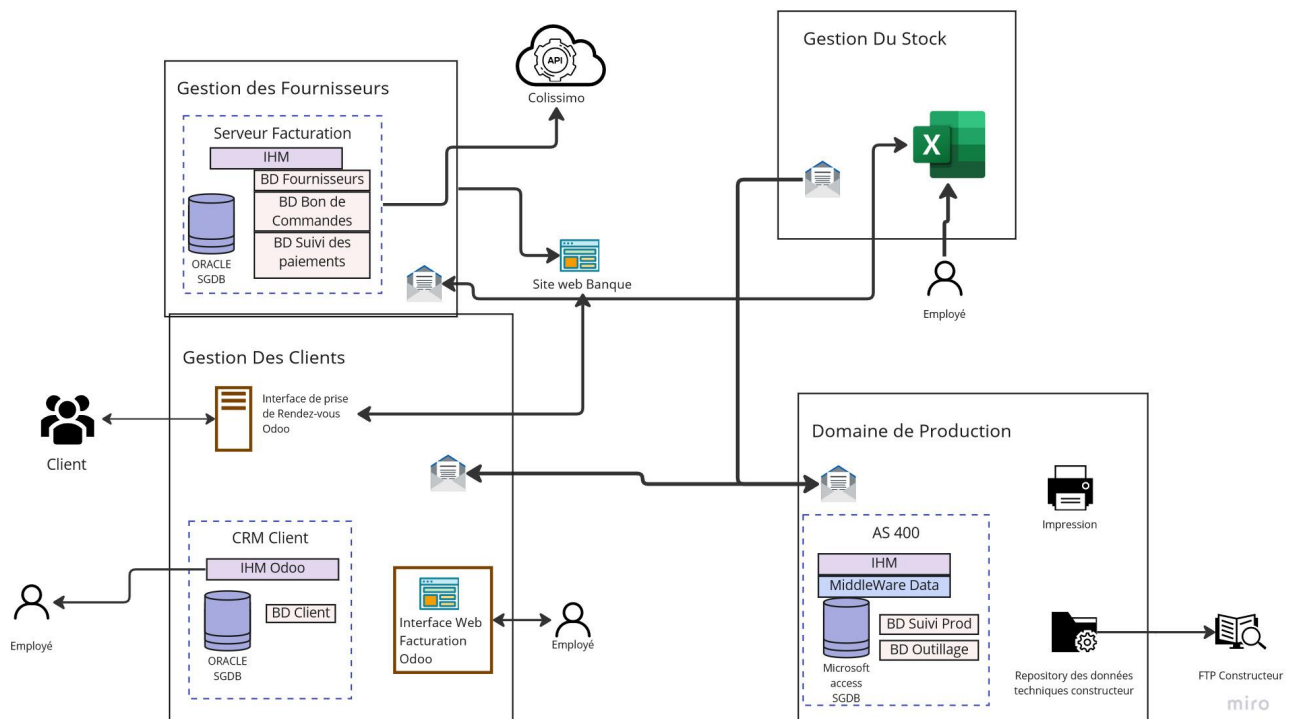 Gestion Du Stock
API
Colissimo
Gestion des Fournisseurs
Serveur Facturation
IHM
BD Fournisseurs
BD Bon de
Commandes
BD Suivi des
paiements
ORACLE
SGDB
X
Site web Banque
Employé
Gestion Des Clients
Interface de prise
de Rendez-vous
Odoo
Client
Domaine de Production
Impression
CRM Client
IHM Odoo
BD Client
ORACLE
SGDB
Employé
Interface Web
Facturation
Odoo
Employé
AS 400
IHM
MiddleWare Data
BD Suivi Prod
BD Outillage
Microsoft
access
SGDB
Repository des données
techniques constructeur
FTP Constructeur
miro